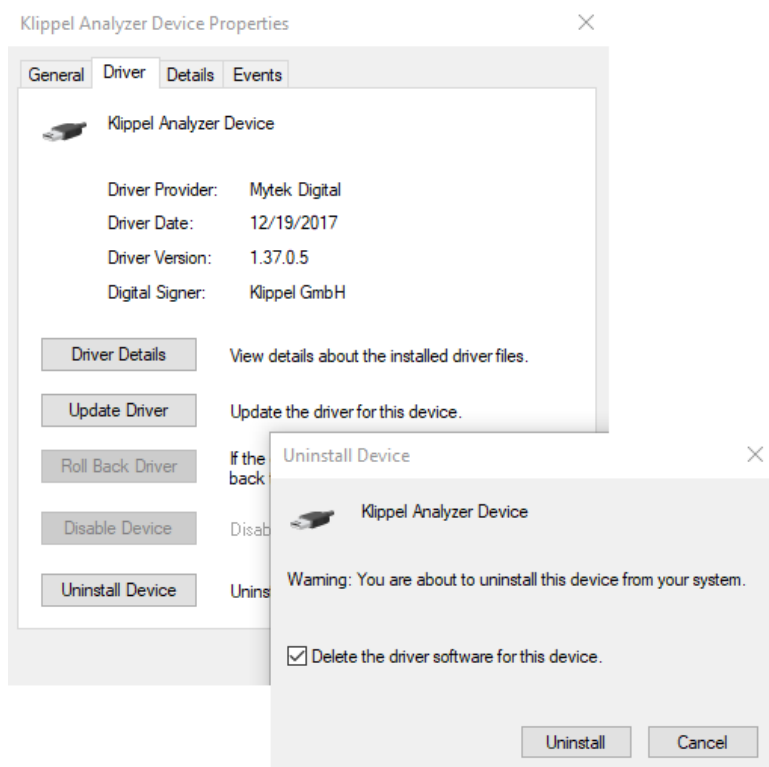 Klippel Analyzer Device Properties
General Driver Details Events
Klippel Analyzer Device
Driver Provider: Mytek Digital
Driver Date: 12/19/2017
Driver Version: 1.37.0.5
Digital Signer: Klippel GmbH
Driver Details View details about the installed driver files.
Update Driver Update the driver for this device.
Roll Back Driver If the
back
Disable Device Disab
Uninstall Device Unins
Uninstall Device
Klippel Analyzer Device
Warning: You are about to uninstall this device from your system.
Delete the driver software for this device.
Uninstall Cancel